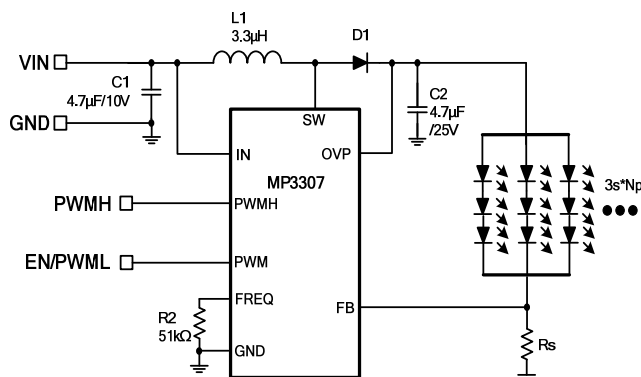 L1
3.3µH
D1
VIN
C1
4.7µF/10V
GND
C2
4.7µF
/25V
SW
IN
OVP
MP3307
3s*Np
PWMH
PWMH
EN/PWML
PWM
FREQ
FB
R2
51kΩ
GND
Rs